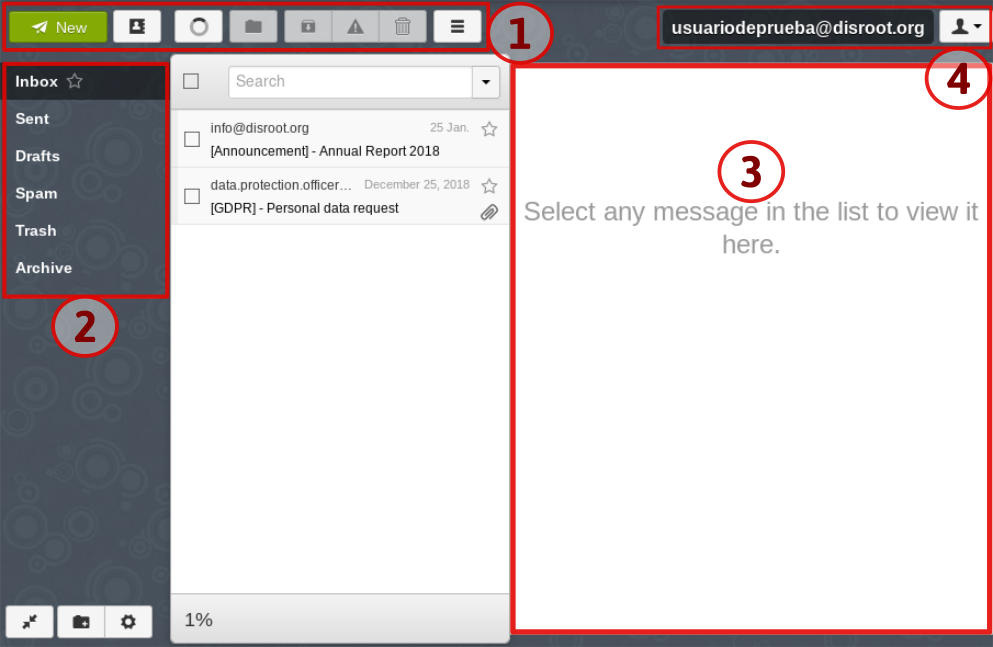 New
1
usuariodeprueba@disroot.org
4
Inbox
Sent
Drafts
Spam
Trash
Archive
2
Search
info@disroot.org 25 Jan.
[Announcement] - Annual Report 2018
data.protection.officer... December 25, 2018
[GDPR] - Personal data request
1%
3
Select any message in the list to view it
here.